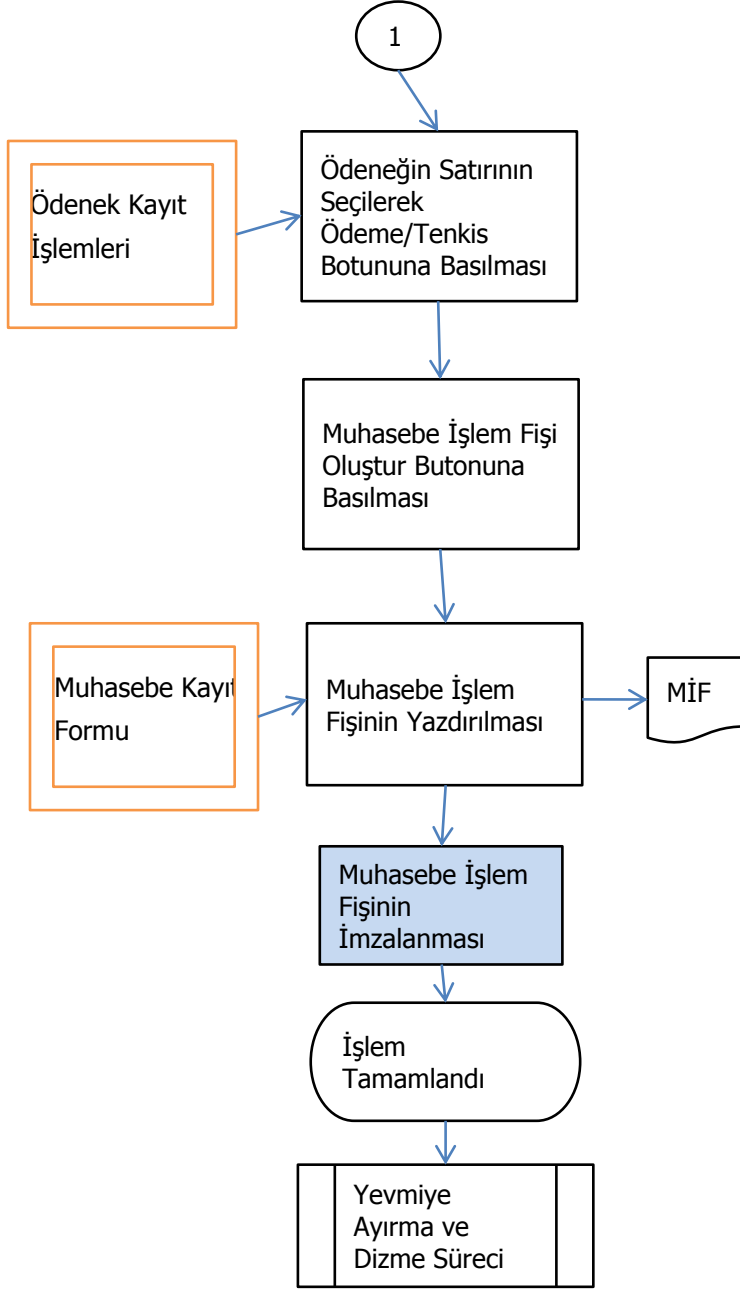 1
Ödenek Kayıt
İşlemleri
Ödeneğin Satırının
Seçilerek
Ödeme/Tenkis
Botununa Basılması
Muhasebe İşlem Fişi
Oluştur Butonuna
Basılması
Muhasebe Kayıt
Formu
Muhasebe İşlem
Fişinin Yazdırılması
MİF
Muhasebe İşlem
Fişinin
İmzalanması
İşlem
Tamamlandı
Yevmiye
Ayırma ve
Dizme Süreci